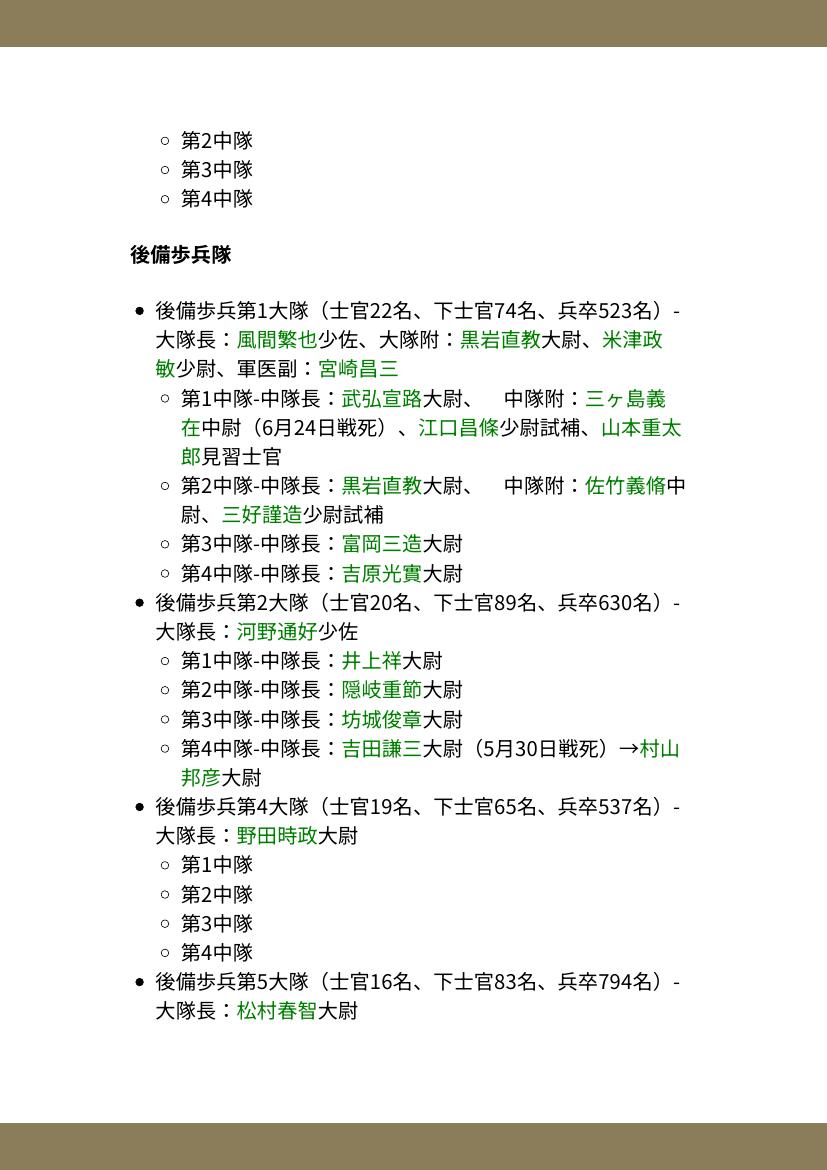 第2中隊
第3中隊
第4中隊
後備歩兵隊
後備歩兵第1大隊（士官22名、下士官74名、兵卒523名）-
大隊長：風間繁也少佐、大隊附：黒岩直教大尉、米津政
敏少尉、軍医副：宮崎昌三
第1中隊-中隊長：武弘宣路大尉、　中隊附：三ヶ島義
在中尉（6月24日戦死）、江口昌條少尉試補、山本重太
郎見習士官
第2中隊-中隊長：黒岩直教大尉、　中隊附：佐竹義脩中
尉、三好謹造少尉試補
第3中隊-中隊長：富岡三造大尉
第4中隊-中隊長：吉原光實大尉
後備歩兵第2大隊（士官20名、下士官89名、兵卒630名）-
大隊長：河野通好少佐
第1中隊-中隊長：井上祥大尉
第2中隊-中隊長：隠岐重節大尉
第3中隊-中隊長：坊城俊章大尉
第4中隊-中隊長：吉田謙三大尉（5月30日戦死）→村山
邦彦大尉
後備歩兵第4大隊（士官19名、下士官65名、兵卒537名）-
大隊長：野田時政大尉
第1中隊
第2中隊
第3中隊
第4中隊
後備歩兵第5大隊（士官16名、下士官83名、兵卒794名）-
大隊長：松村春智大尉